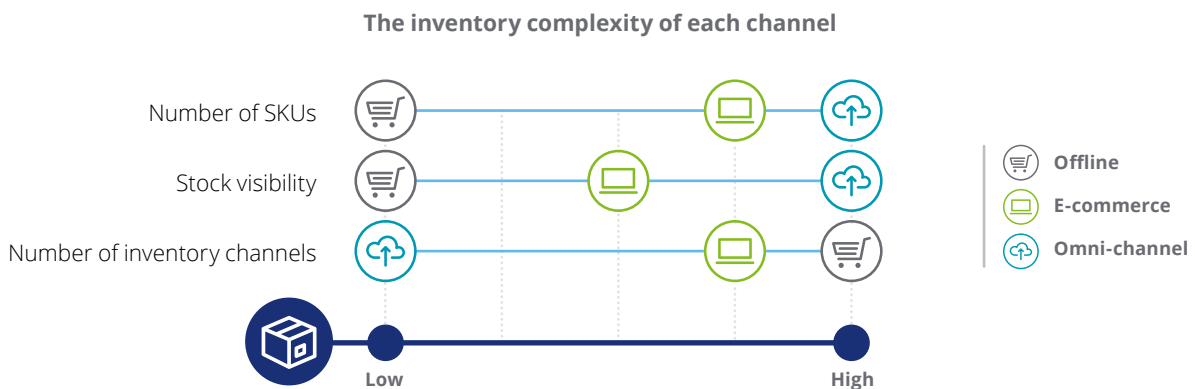 The inventory complexity of each channel
Number of SKUs
Stock visibility
Number of inventory channels
Low
High
Offline
E-commerce
Omni-channel